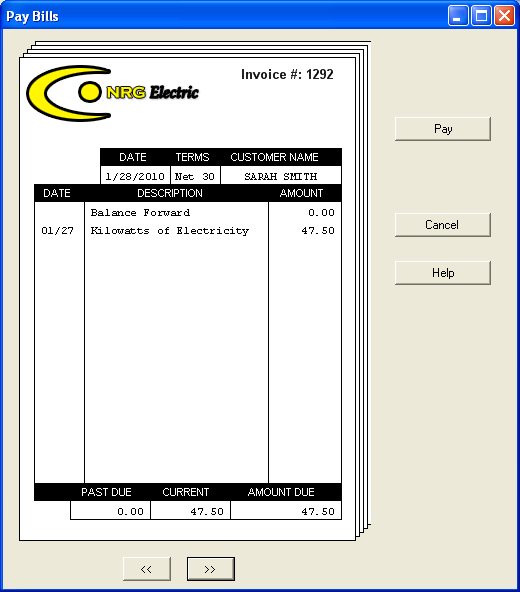 Pay Bills
NRG Electric
Invoice #: 1292
Pay
DATE TERMS CUSTOMER NAME
1/28/2010 Net 30 SARAH SMITH
DATE DESCRIPTION AMOUNT
Balance Forward 0.00
01/27 Kilowatts of Electricity 47.50
Cancel
Help
PAST DUE CURRENT AMOUNT DUE
0.00 47.50 47.50
<< >>